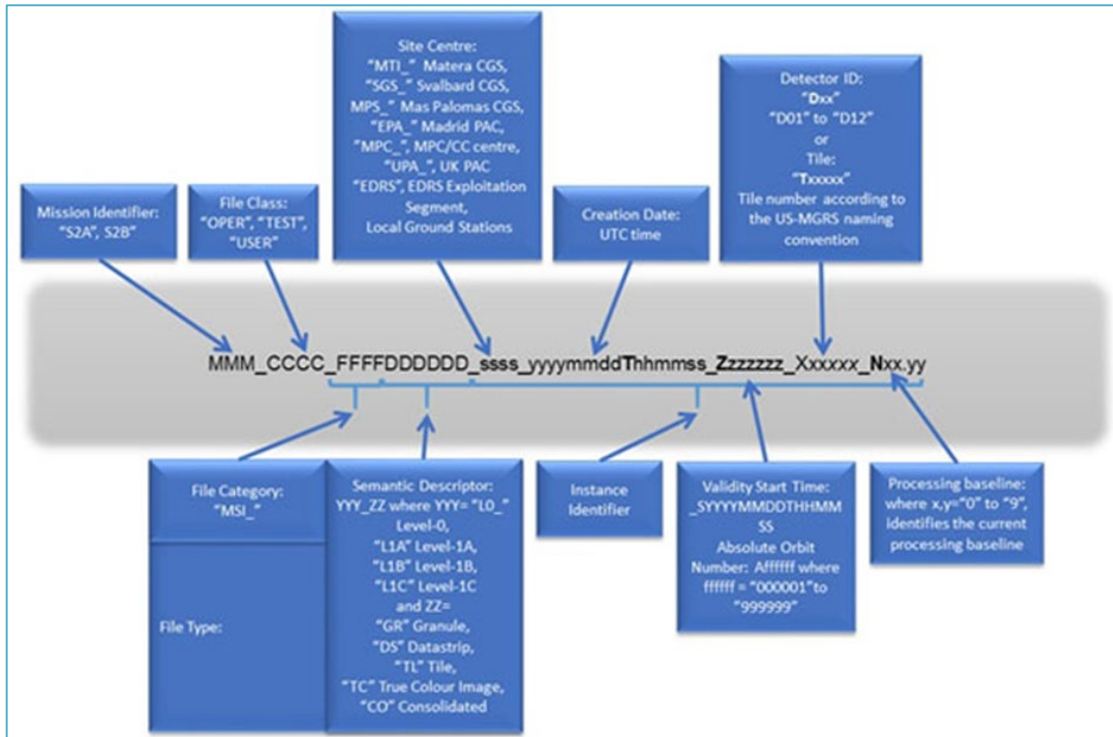 Site Centre:
“MTI_” Matera CGS,
“SGS_” Svalbard CGS,
MPS_” Mas Palomas CGS,
“EPA_” Madrid PAC,
“MPC_”, MPC/CC centre,
“UPA_”, UK PAC
“EDRS”, EDRS Exploitation
Segment,
Local Ground Stations
Detector ID:
“Dxx”
“D01” to “D12”
or
Tile:
“Txxxxx”
Tile number according to
the US-MGRS naming
convention
Mission Identifier:
“S2A”, S2B”
File Class:
“OPER”, “TEST”,
“USER”
Creation Date:
UTC time
MMM_CCCC_FFFFDDDDDD_ssss_yyyymmddThhmmss_Zzzzzzzz_Xxxxxx_Nxx.yy
File Category:
“MSI_”
File Type:
Semantic Descriptor:
YYY_ZZ where YYY= “L0_”
Level-0,
“L1A” Level-1A,
“L1B” Level-1B,
“L1C” Level-1C
and ZZ=
“GR” Granule,
“DS” Datastrip,
“TL” Tile,
“TC” True Colour Image,
“CO” Consolidated
Instance
Identifier
Validity Start Time:
_SYYYYMMDDTHHMM
SS
Absolute Orbit
Number: Affffff where
ffffff = “000001”to
“999999”
Processing baseline:
where x,y=“0” to “9”,
identifies the current
processing baseline